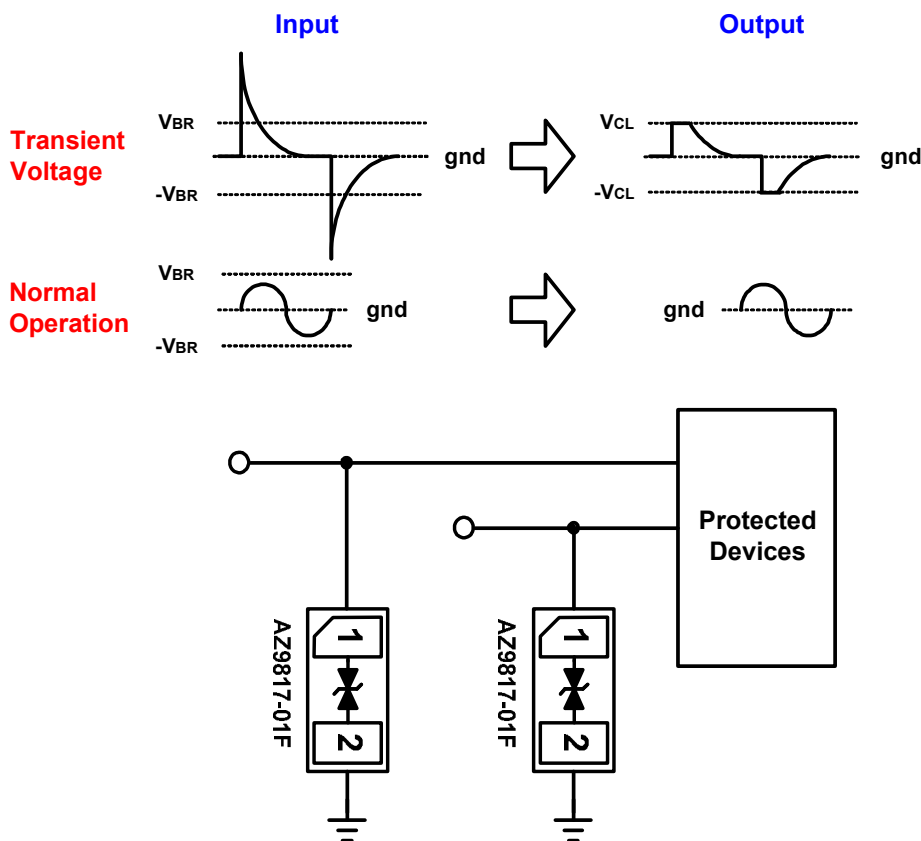 Input
Output
Transient
Voltage
VBR
gnd
-VBR
VCL
gnd
-VCL
Normal
Operation
VBR
gnd
-VBR
gnd
Protected
Devices
AZ9817-01F
1
2
AZ9817-01F
1
2